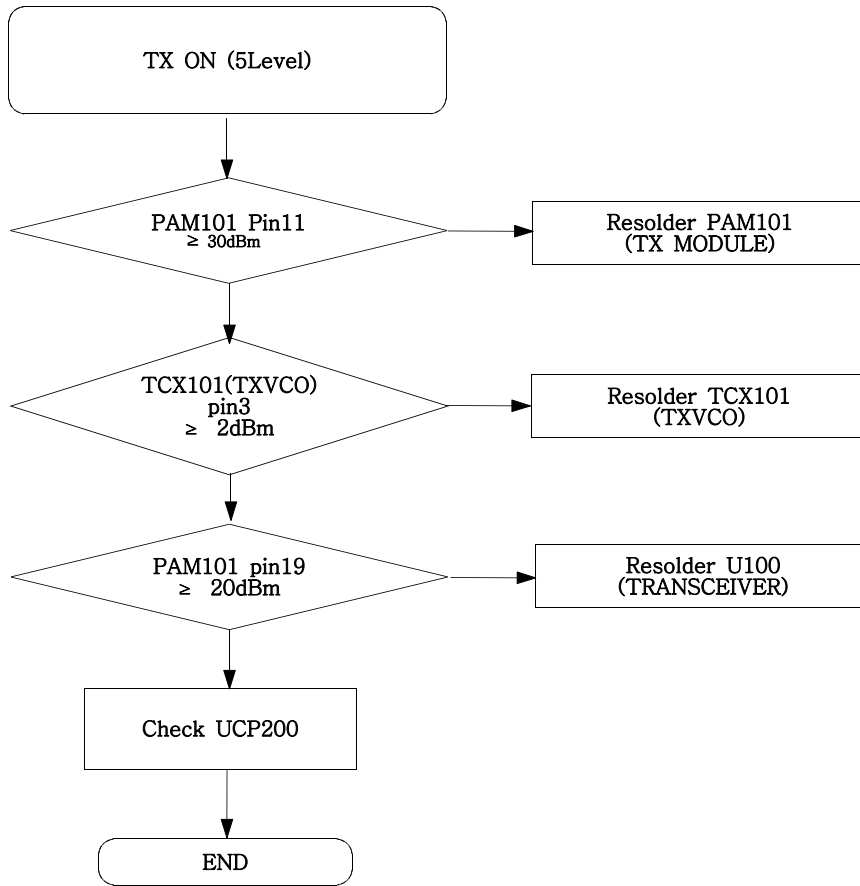 TX ON (5Level)
PAM101 Pin11
≥ 30dBm
Resolder PAM101
(TX MODULE)
TCX101(TXVCO)
pin3
≥ 2dBm
Resolder TCX101
(TXVCO)
PAM101 pin19
≥ 20dBm
Resolder U100
(TRANSCEIVER)
Check UCP200
END